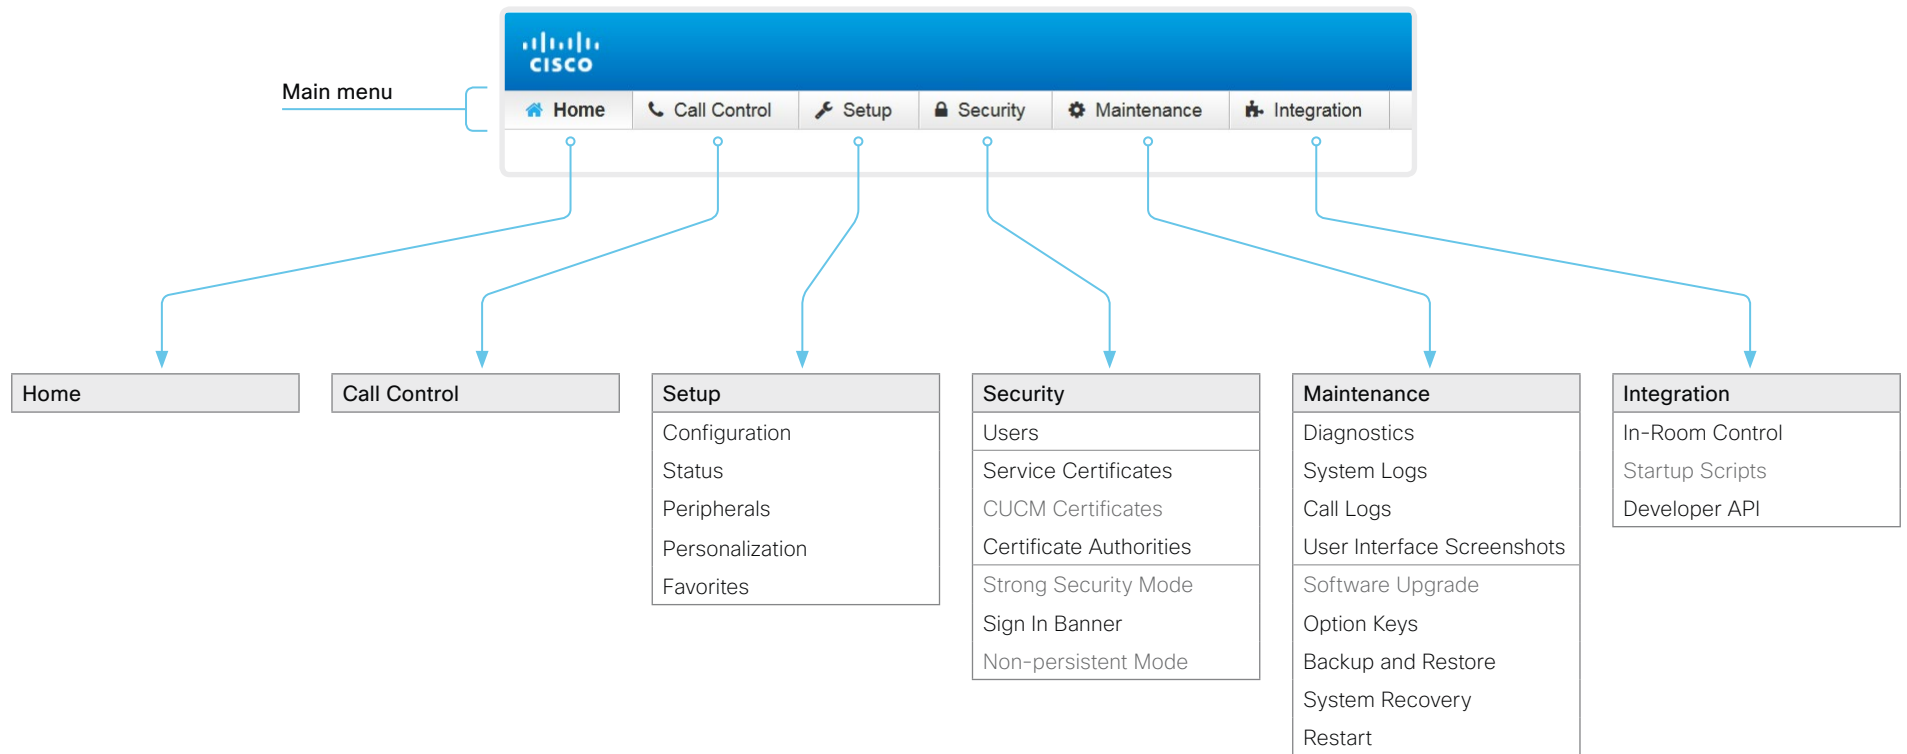 CISCO
Main menu
Home
Call Control
Setup
Security
Maintenance
Integration
Home
Call Control
Setup
Configuration
Status
Peripherals
Personalization
Favorites
Security
Users
Service Certificates
CUCM Certificates
Certificate Authorities
Strong Security Mode
Sign In Banner
Non-persistent Mode
Maintenance
Diagnostics
System Logs
Call Logs
User Interface Screenshots
Software Upgrade
Option Keys
Backup and Restore
System Recovery
Restart
Integration
In-Room Control
Startup Scripts
Developer API